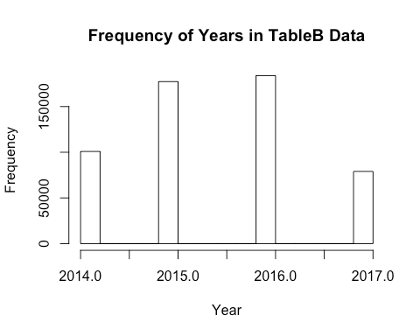 Frequency of Years in TableB Data
Frequency
150000
50000
0
2014.0 2015.0 2016.0 2017.0
Year